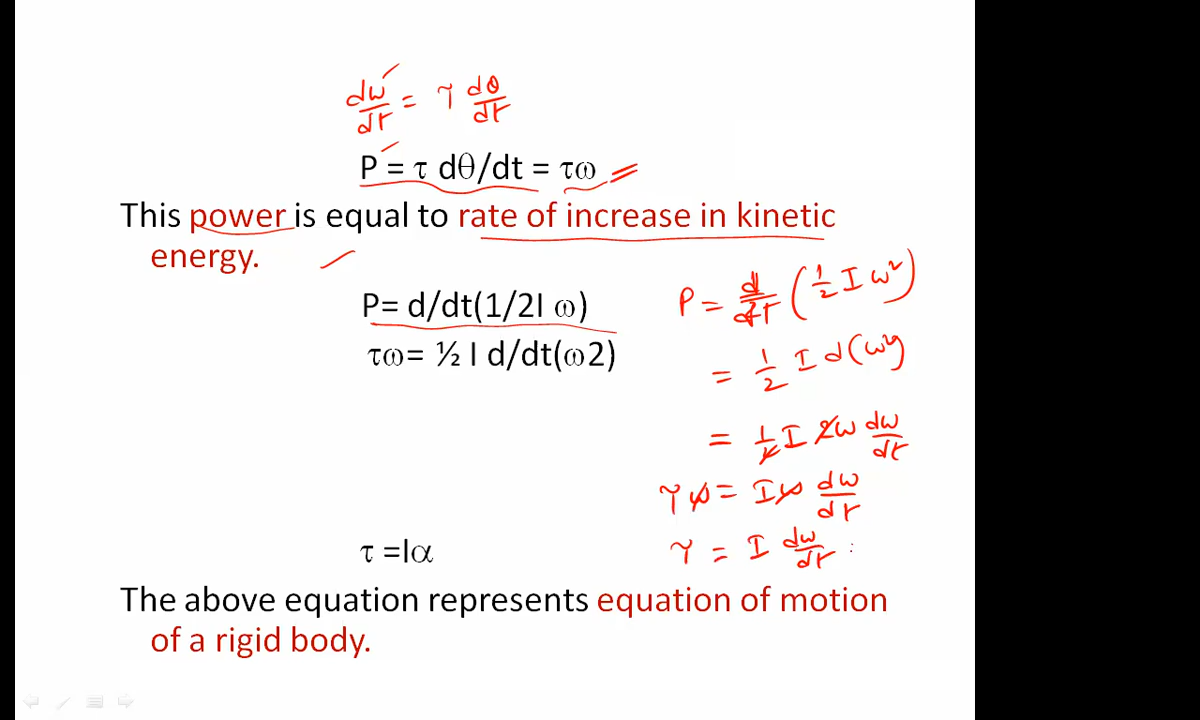 dw/dt = τ dθ/dt
P = τ dθ/dt = τω
This power is equal to rate of increase in kinetic
energy.
P= d/dt(1/2I ω)
P = d/dt (1/2 I ω²)
τω= ½ I d/dt(ω2)
= 1/2 I d(ω²)
= 1/2 I 2ω dω/dt
τω = Iω dω/dt
τ =Iα
τ = I dω/dt
The above equation represents equation of motion
of a rigid body.